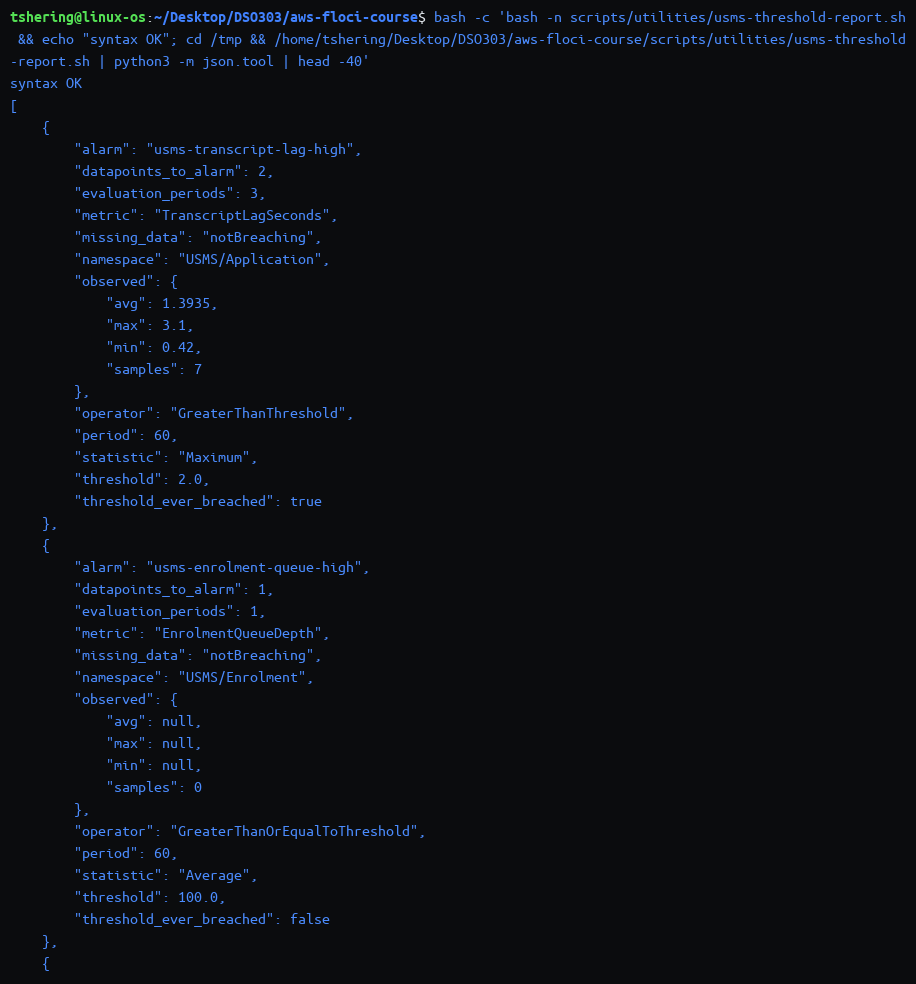 tshering@linux-os:~/Desktop/DSO303/aws-floci-course$ bash -c 'bash -n scripts/utilities/usms-threshold-report.sh
 && echo "syntax OK"; cd /tmp && /home/tshering/Desktop/DSO303/aws-floci-course/scripts/utilities/usms-threshold
-report.sh | python3 -m json.tool | head -40'
syntax OK
[
    {
        "alarm": "usms-transcript-lag-high",
        "datapoints_to_alarm": 2,
        "evaluation_periods": 3,
        "metric": "TranscriptLagSeconds",
        "missing_data": "notBreaching",
        "namespace": "USMS/Application",
        "observed": {
            "avg": 1.3935,
            "max": 3.1,
            "min": 0.42,
            "samples": 7
        },
        "operator": "GreaterThanThreshold",
        "period": 60,
        "statistic": "Maximum",
        "threshold": 2.0,
        "threshold_ever_breached": true
    },
    {
        "alarm": "usms-enrolment-queue-high",
        "datapoints_to_alarm": 1,
        "evaluation_periods": 1,
        "metric": "EnrolmentQueueDepth",
        "missing_data": "notBreaching",
        "namespace": "USMS/Enrolment",
        "observed": {
            "avg": null,
            "max": null,
            "min": null,
            "samples": 0
        },
        "operator": "GreaterThanOrEqualToThreshold",
        "period": 60,
        "statistic": "Average",
        "threshold": 100.0,
        "threshold_ever_breached": false
    },
    {